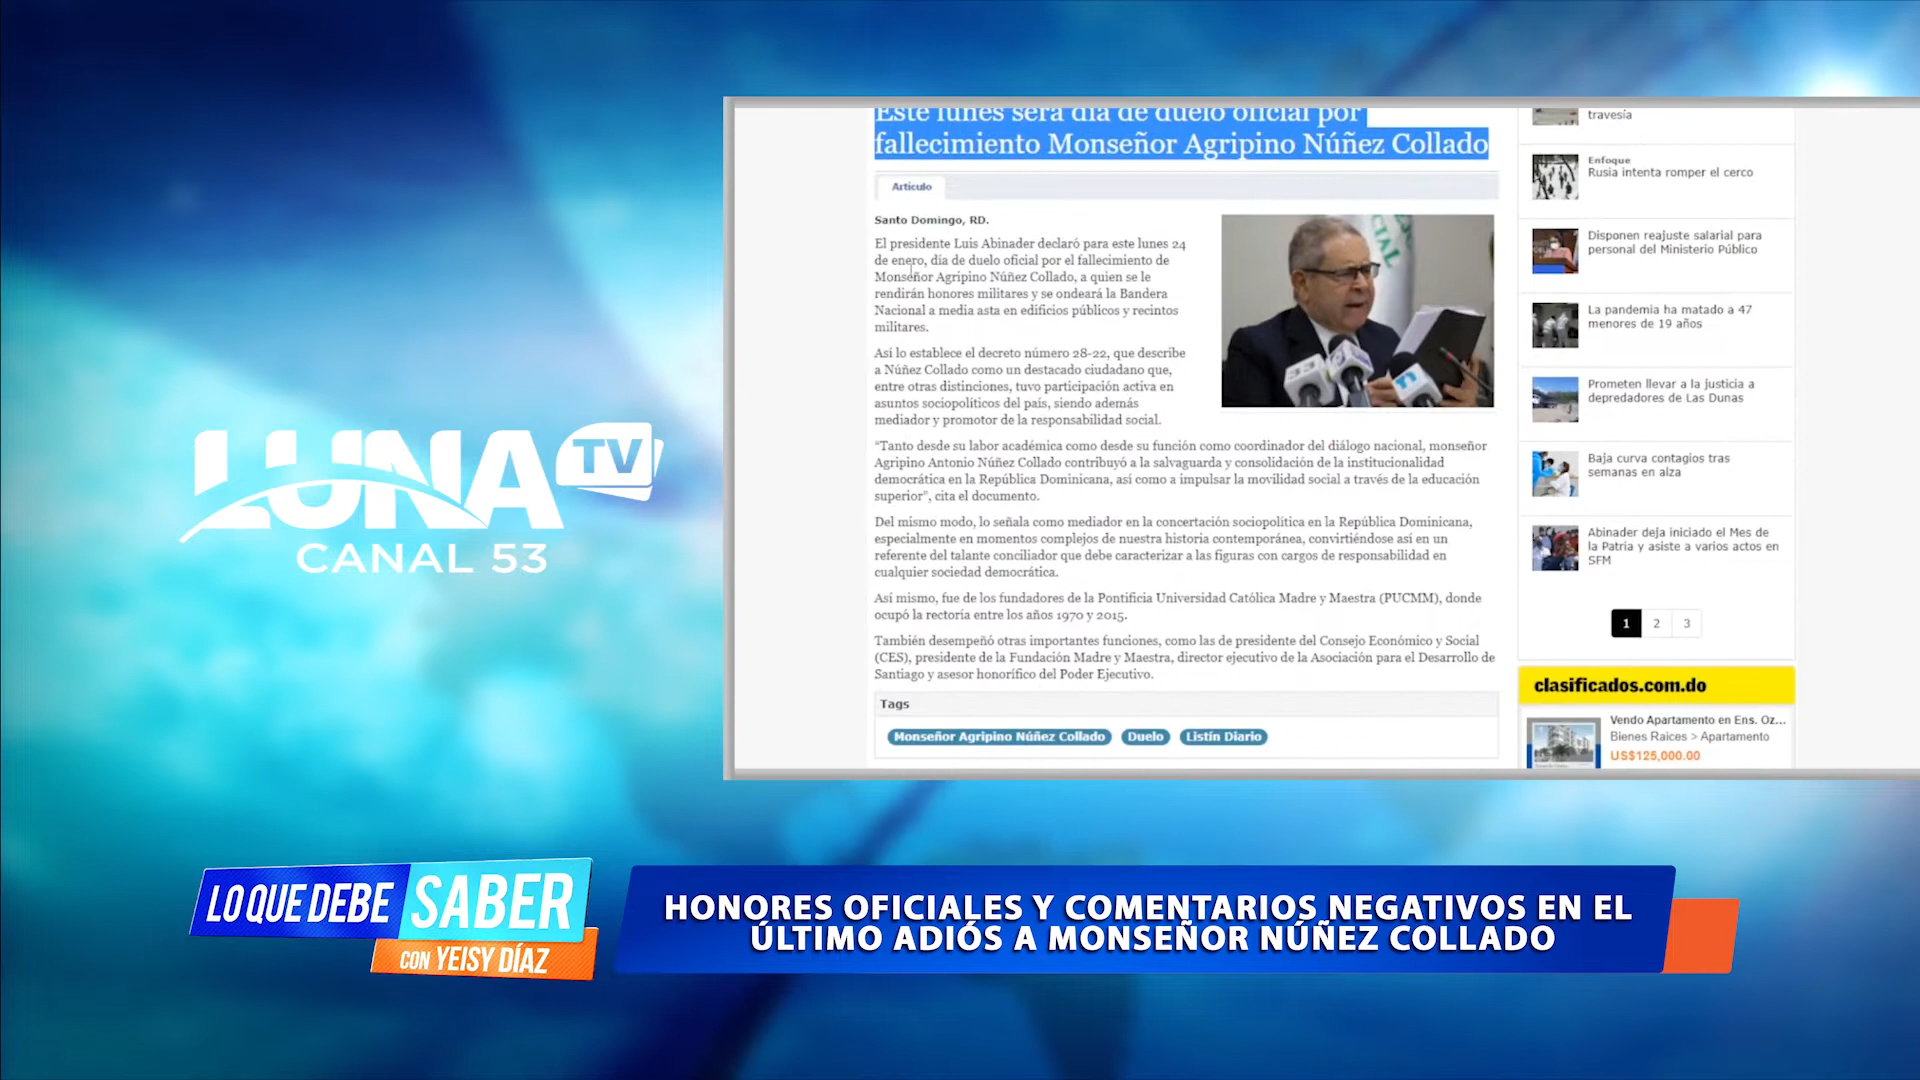 Este lunes será día de duelo oficial por
fallecimiento Monseñor Agripino Núñez Collado
Artículo
Santo Domingo, RD.
El presidente Luis Abinader declaró para este lunes 24
de enero, día de duelo oficial por el fallecimiento de
Monseñor Agripino Núñez Collado, a quien se le
rendirán honores militares y se ondeará la Bandera
Nacional a media asta en edificios públicos y recintos
militares.
Así lo establece el decreto número 28-22, que describe
a Núñez Collado como un destacado ciudadano que,
entre otras distinciones, tuvo participación activa en
asuntos sociopolíticos del país, siendo además
mediador y promotor de la responsabilidad social.
“Tanto desde su labor académica como desde su función como coordinador del diálogo nacional, monseñor
Agripino Antonio Núñez Collado contribuyó a la salvaguarda y consolidación de la institucionalidad
democrática en la República Dominicana, así como a impulsar la movilidad social a través de la educación
superior”, cita el documento.
Del mismo modo, lo señala como mediador en la concertación sociopolítica en la República Dominicana,
especialmente en momentos complejos de nuestra historia contemporánea, convirtiéndose así en un
referente del talante conciliador que debe caracterizar a las figuras con cargos de responsabilidad en
cualquier sociedad democrática.
Así mismo, fue de los fundadores de la Pontificia Universidad Católica Madre y Maestra (PUCMM), donde
ocupó la rectoría entre los años 1970 y 2015.
También desempeñó otras importantes funciones, como las de presidente del Consejo Económico y Social
(CES), presidente de la Fundación Madre y Maestra, director ejecutivo de la Asociación para el Desarrollo de
Santiago y asesor honorífico del Poder Ejecutivo.
Tags
Monseñor Agripino Núñez Collado Duelo Listín Diario
travesía
Enfoque
Rusia intenta romper el cerco
Disponen reajuste salarial para
personal del Ministerio Público
La pandemia ha matado a 47
menores de 19 años
Prometen llevar a la justicia a
depredadores de Las Dunas
Baja curva contagios tras
semanas en alza
Abinader deja iniciado el Mes de
la Patria y asiste a varios actos en
SFM
1 2 3
clasificados.com.do
Vendo Apartamento en Ens. Oz...
Bienes Raices > Apartamento
US$125,000.00
LUNA TV
CANAL 53
LO QUE DEBE SABER
CON YEISY DÍAZ
HONORES OFICIALES Y COMENTARIOS NEGATIVOS EN EL
ÚLTIMO ADIÓS A MONSEÑOR NÚÑEZ COLLADO